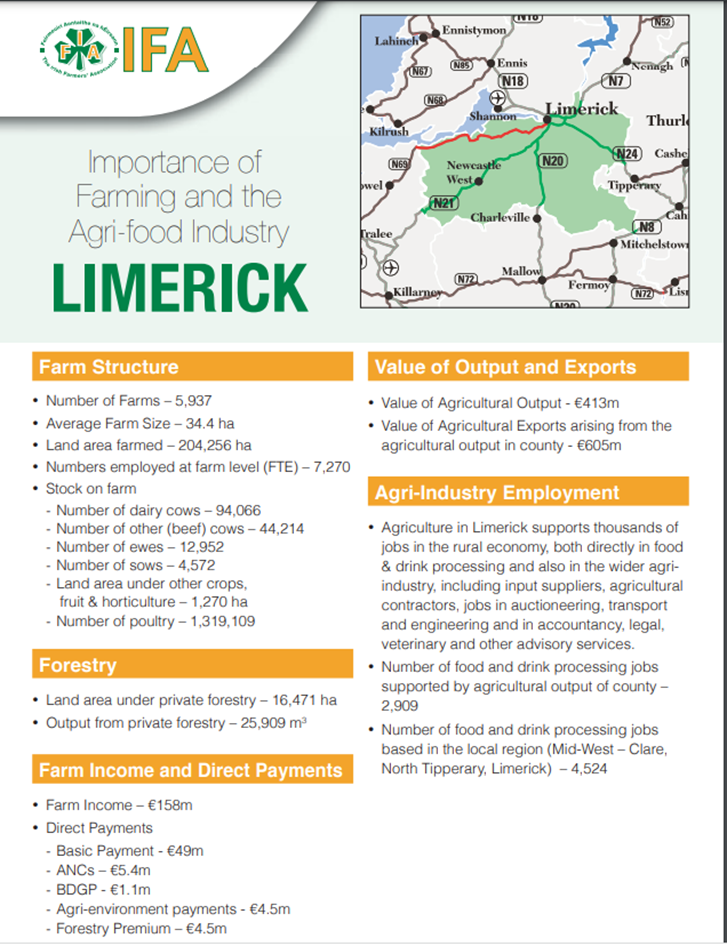 Feirmeoirí Aontaithe na hÉireann
The Irish Farmers' Association
IFA
IFA
Importance of
Farming and the
Agri-food Industry
LIMERICK
N18
N52
Lahinch
Ennistymon
N85
Ennis
N67
N18
Nenagh
N7
N68
Shannon
Limerick
Kilrush
Thurl
N69
Newcastle
West
N20
N24
Cashe
owel
Tipperary
N21
Cah
Charleville
N8
Tralee
Mitchelstown
Mallow
N72
Fermoy
Killarney
N72
Lisr
N20
Farm Structure
• Number of Farms – 5,937
• Average Farm Size – 34.4 ha
• Land area farmed – 204,256 ha
• Numbers employed at farm level (FTE) – 7,270
• Stock on farm
- Number of dairy cows – 94,066
- Number of other (beef) cows – 44,214
- Number of ewes – 12,952
- Number of sows – 4,572
- Land area under other crops,
fruit & horticulture – 1,270 ha
- Number of poultry – 1,319,109
Forestry
• Land area under private forestry – 16,471 ha
• Output from private forestry – 25,909 m³
Farm Income and Direct Payments
• Farm Income – €158m
• Direct Payments
- Basic Payment - €49m
- ANCs – €5.4m
- BDGP - €1.1m
- Agri-environment payments - €4.5m
- Forestry Premium – €4.5m
Value of Output and Exports
• Value of Agricultural Output - €413m
• Value of Agricultural Exports arising from the
agricultural output in county - €605m
Agri-Industry Employment
• Agriculture in Limerick supports thousands of
jobs in the rural economy, both directly in food
& drink processing and also in the wider agri-
industry, including input suppliers, agricultural
contractors, jobs in auctioneering, transport
and engineering and in accountancy, legal,
veterinary and other advisory services.
• Number of food and drink processing jobs
supported by agricultural output of county –
2,909
• Number of food and drink processing jobs
based in the local region (Mid-West – Clare,
North Tipperary, Limerick) – 4,524